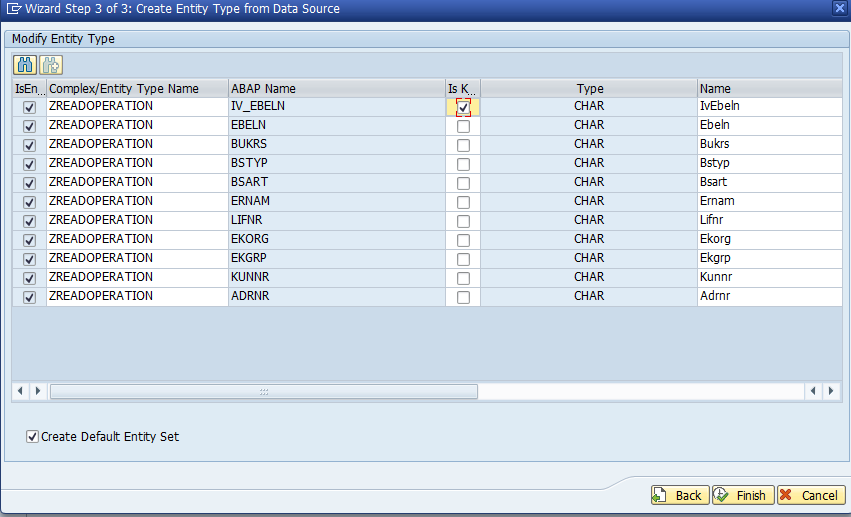 Wizard Step 3 of 3: Create Entity Type from Data Source
Modify Entity Type
IsEn... Complex/Entity Type Name ABAP Name Is K... Type Name
ZREADOPERATION IV_EBELN CHAR IvEbeln
ZREADOPERATION EBELN CHAR Ebeln
ZREADOPERATION BUKRS CHAR Bukrs
ZREADOPERATION BSTYP CHAR Bstyp
ZREADOPERATION BSART CHAR Bsart
ZREADOPERATION ERNAM CHAR Ernam
ZREADOPERATION LIFNR CHAR Lifnr
ZREADOPERATION EKORG CHAR Ekorg
ZREADOPERATION EKGRP CHAR Ekgrp
ZREADOPERATION KUNNR CHAR Kunnr
ZREADOPERATION ADRNR CHAR Adrnr
Create Default Entity Set
Back Finish Cancel